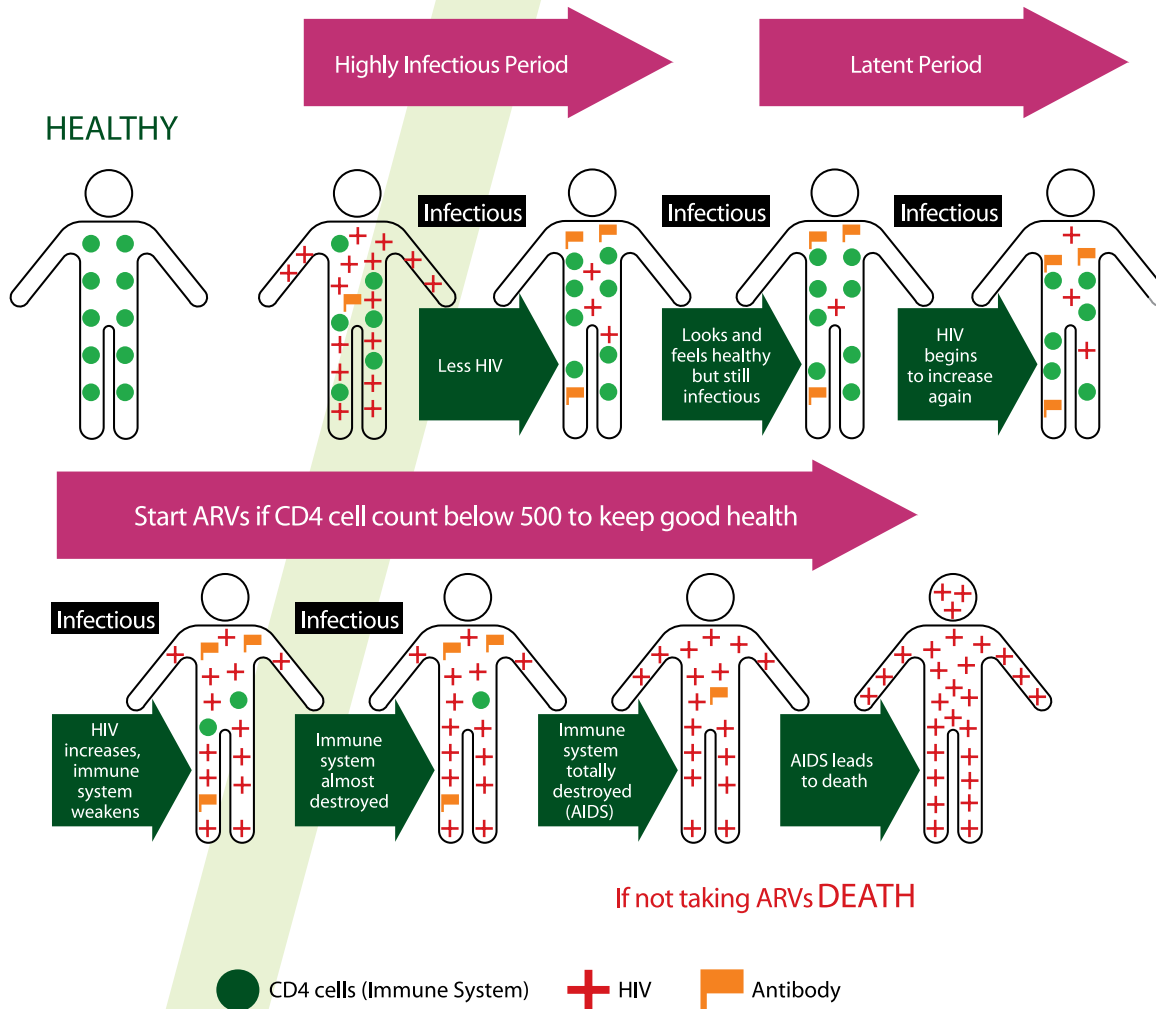 Highly Infectious Period
Latent Period
HEALTHY
Infectious
Infectious
Infectious
Less HIV
Looks and
feels healthy
but still
infectious
HIV
begins
to increase
again
Start ARVs if CD4 cell count below 500 to keep good health
Infectious
Infectious
HIV
increases,
immune
system
weakens
Immune
system
almost
destroyed
Immune
system
totally
destroyed
(AIDS)
AIDS leads
to death
If not taking ARVs DEATH
CD4 cells (Immune System)
HIV
Antibody